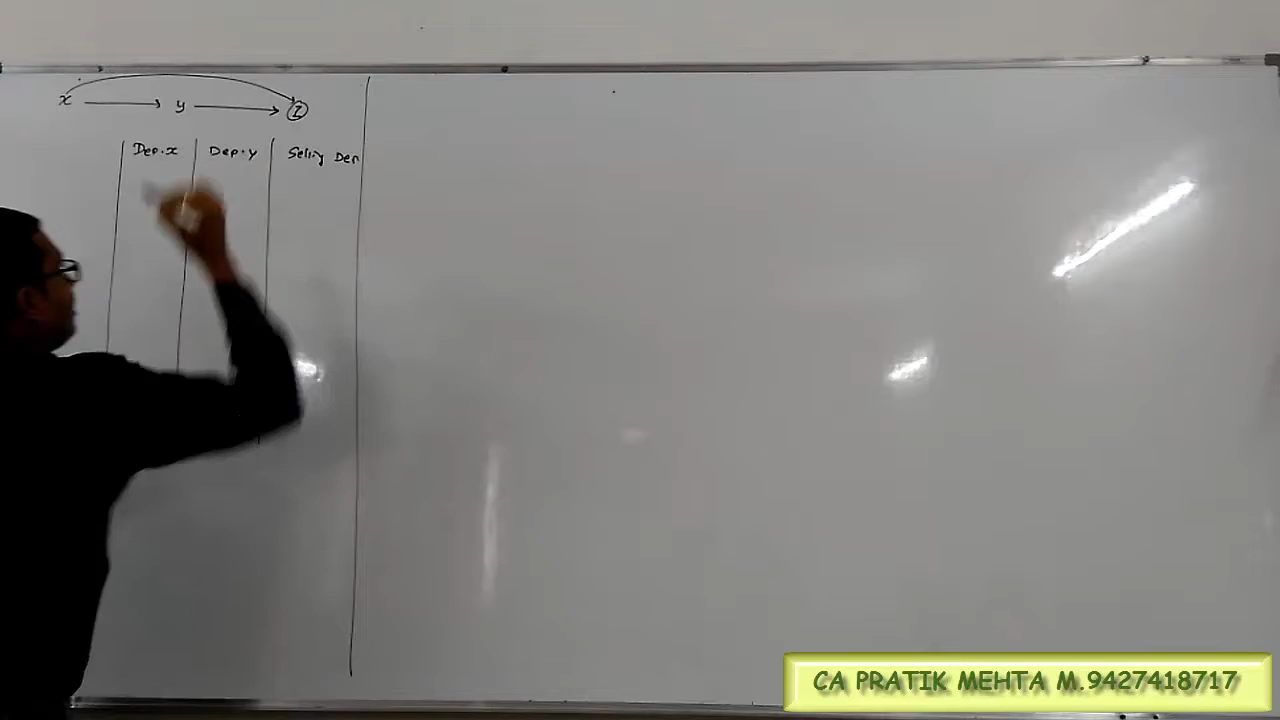 x y z
Dep. x Dep. y Selling Dep
CA PRATIK MEHTA M.9427418717